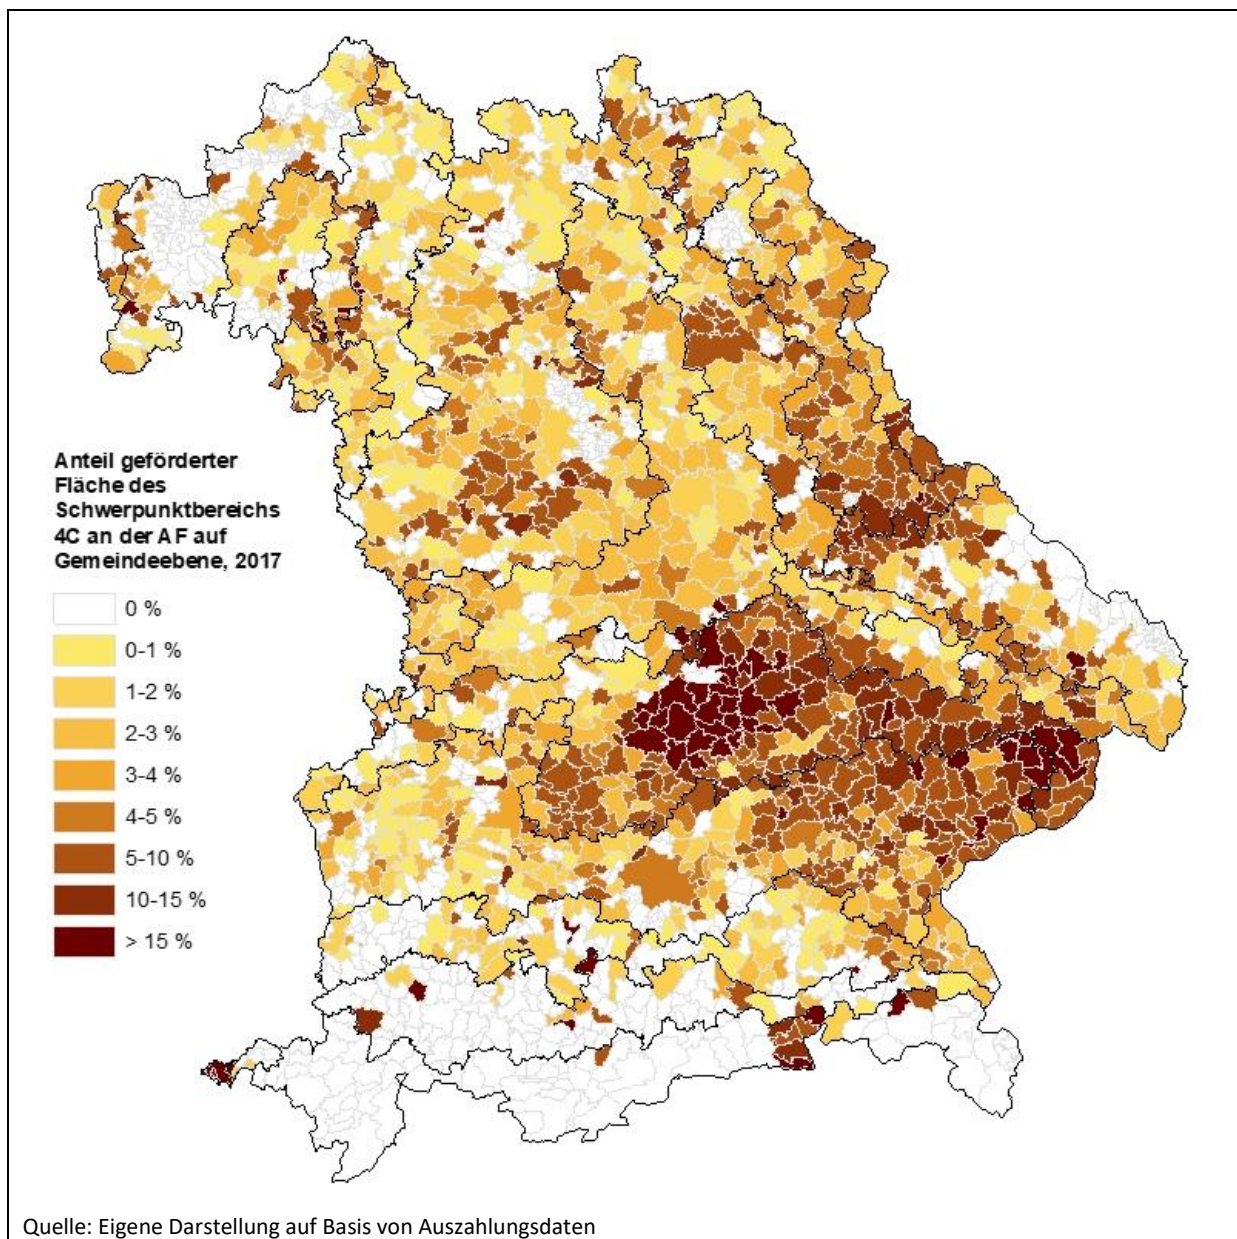 Anteil geförderter
Fläche des
Schwerpunktbereichs
4C an der AF auf
Gemeindeebene, 2017
0 %
0-1 %
1-2 %
2-3 %
3-4 %
4-5 %
5-10 %
10-15 %
> 15 %
Quelle: Eigene Darstellung auf Basis von Auszahlungsdaten